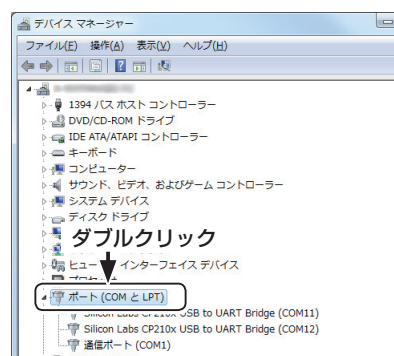 デバイス マネージャー
ファイル(F) 操作(A) 表示(V) ヘルプ(H)
1394 バス ホスト コントローラー
DVD/CD-ROM ドライブ
IDE ATA/ATAPI コントローラー
キーボード
コンピューター
サウンド、ビデオ、およびゲーム コントローラー
システム デバイス
ディスク ドライブ
ダブルクリック
ヒュー インターフェイス デバイス
ポート (COM と LPT)
Silicon Labs CP210x USB to UART Bridge (COM11)
Silicon Labs CP210x USB to UART Bridge (COM12)
通信ポート (COM1)